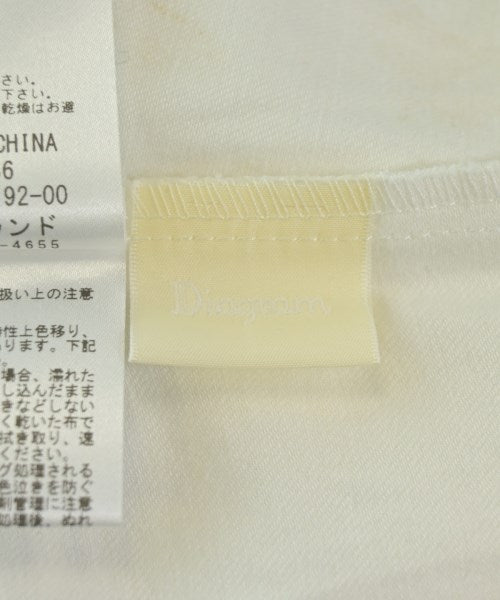 さい。
下さい。
乾燥はお避
CHINA
6
92-00
ランド
-4655
扱い上の注意
特性上色移り、
ります。下記
場合、濡れた
し込んだまま
きなどしない
く乾いた布で
拭き取り、速
ください。
グ処理される
色泣きを防ぐ
剤管理に注意
処理後、ぬれ
Diagram